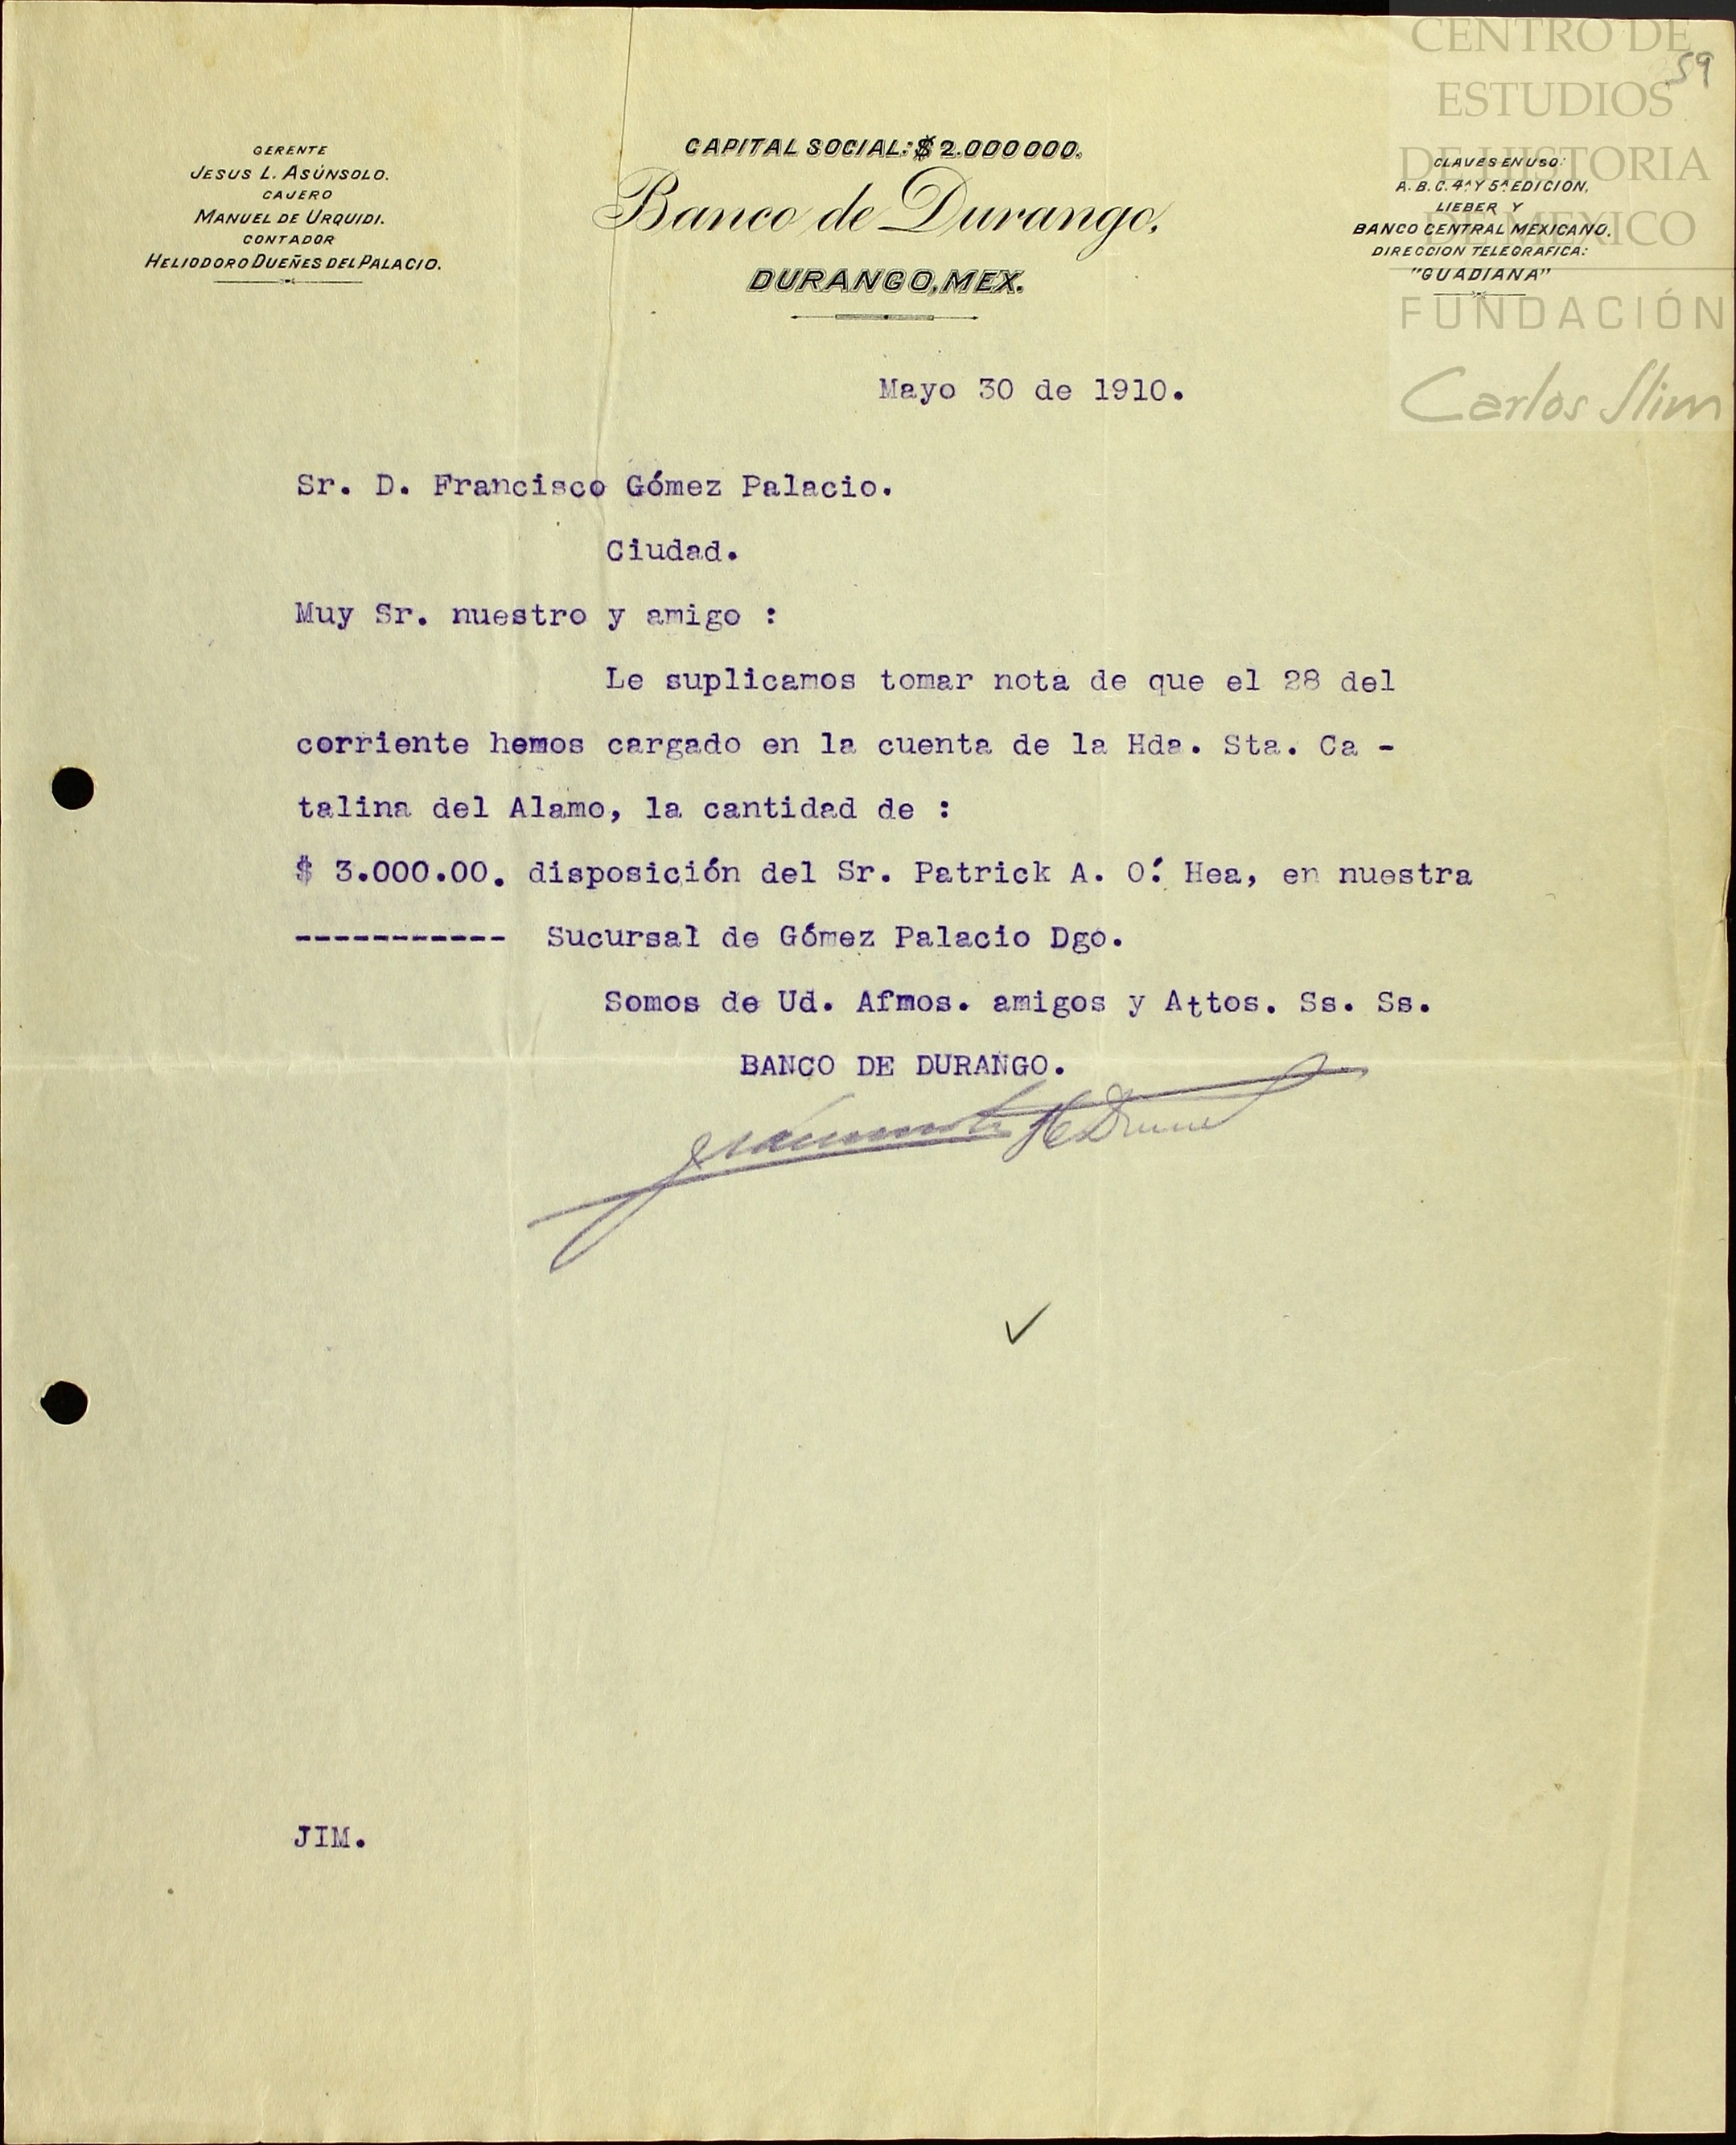 CENTRO DE
ESTUDIOS
DE HISTORIA
DE MEXICO
FUNDACIÓN
Carlos Slim
59
GERENTE
JESUS L. ASÚNSOLO.
CAJERO
MANUEL DE URQUIDI.
CONTADOR
HELIODORO DUEÑES DEL PALACIO.
CAPITAL SOCIAL: $ 2.000 000.
Banco de Durango.
DURANGO, MEX.
CLAVES EN USO:
A. B. C. 4ª Y 5ª EDICION,
LIEBER Y
BANCO CENTRAL MEXICANO.
DIRECCION TELEGRAFICA:
"GUADIANA"
Mayo 30 de 1910.
Sr. D. Francisco Gómez Palacio.
Ciudad.
Muy Sr. nuestro y amigo :
Le suplicamos tomar nota de que el 28 del
corriente hemos cargado en la cuenta de la Hda. Sta. Ca -
talina del Alamo, la cantidad de :
$ 3.000.00. disposición del Sr. Patrick A. O.´ Hea, en nuestra
----------- Sucursal de Gómez Palacio Dgo.
Somos de Ud. Afmos. amigos y Attos. Ss. Ss.
BANCO DE DURANGO.
JIM.